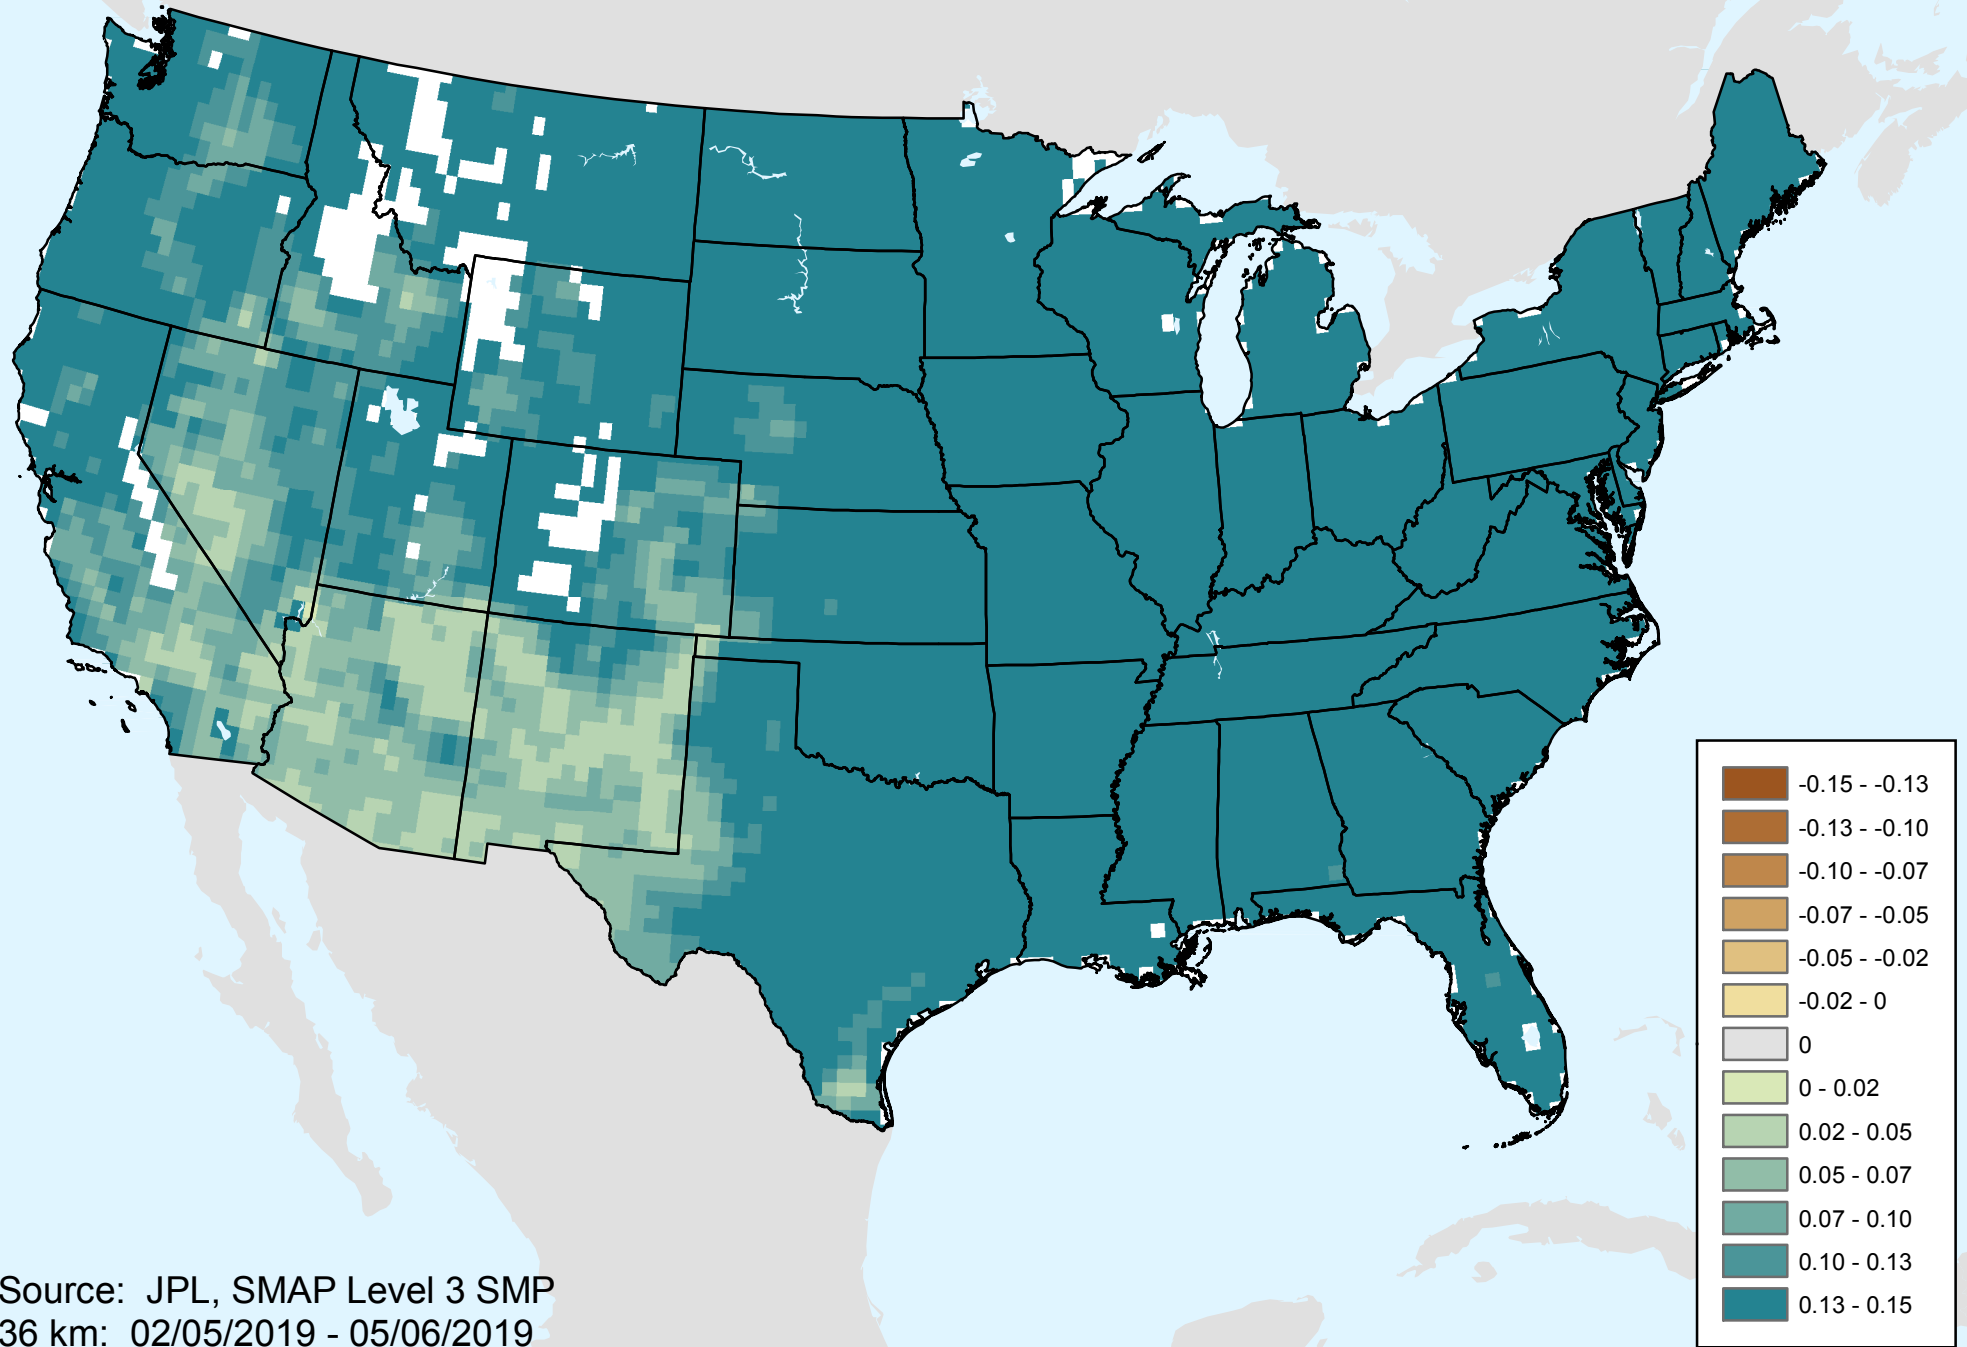 -0.15 - -0.13
-0.13 - -0.10
-0.10 - -0.07
-0.07 - -0.05
-0.05 - -0.02
-0.02 - 0
0
0 - 0.02
0.02 - 0.05
0.05 - 0.07
0.07 - 0.10
0.10 - 0.13
0.13 - 0.15
Source: JPL, SMAP Level 3 SMP
36 km: 02/05/2019 - 05/06/2019